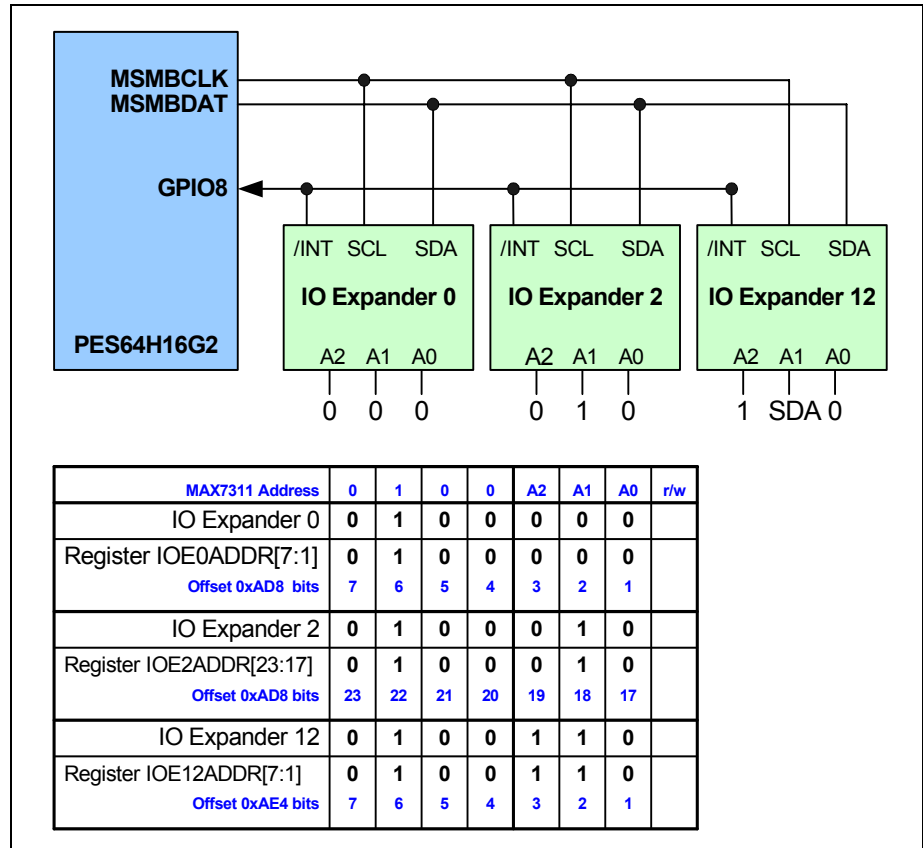 MSMBCLK
MSMBDAT
GPIO8
PES64H16G2
/INT SCL SDA
IO Expander 0
A2 A1 A0
0 0 0
/INT SCL SDA
IO Expander 2
A2 A1 A0
0 1 0
/INT SCL SDA
IO Expander 12
A2 A1 A0
1 SDA 0
MAX7311 Address 0 1 0 0 A2 A1 A0 r/w
IO Expander 0 0 1 0 0 0 0 0
Register IOE0ADDR[7:1] 0 1 0 0 0 0 0
Offset 0xAD8 bits 7 6 5 4 3 2 1
IO Expander 2 0 1 0 0 0 1 0
Register IOE2ADDR[23:17] 0 1 0 0 0 1 0
Offset 0xAD8 bits 23 22 21 20 19 18 17
IO Expander 12 0 1 0 0 1 1 0
Register IOE12ADDR[7:1] 0 1 0 0 1 1 0
Offset 0xAE4 bits 7 6 5 4 3 2 1